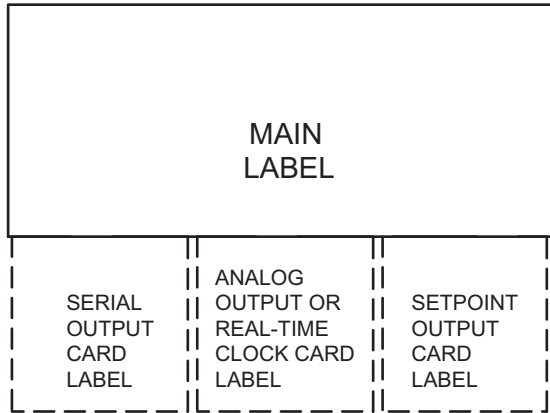 MAIN
LABEL
SERIAL
OUTPUT
CARD
LABEL
ANALOG
OUTPUT OR
REAL-TIME
CLOCK CARD
LABEL
SETPOINT
OUTPUT
CARD
LABEL